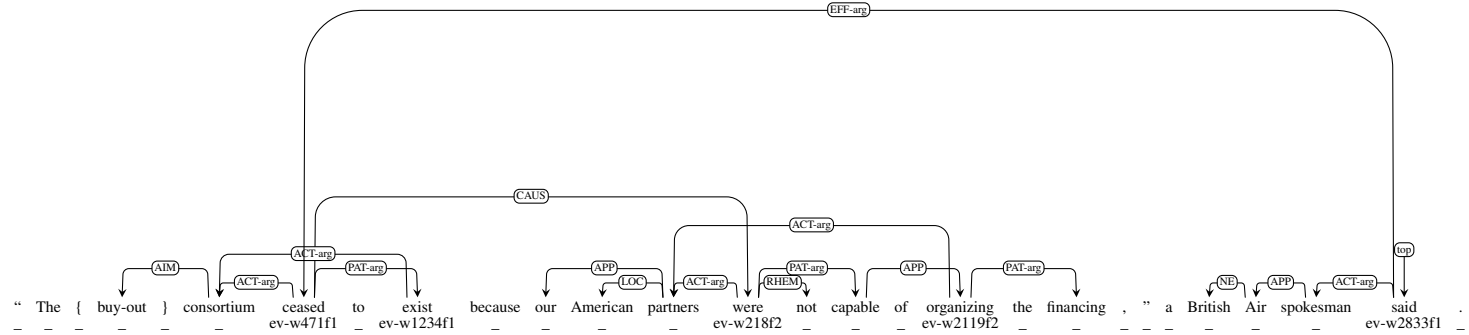 EFF-arg
CAUS
ACT-arg
top
ACT-arg
AIM PAT-arg APP PAT-arg APP PAT-arg
ACT-arg LOC ACT-arg RHEM NE APP ACT-arg
“ The { buy-out } consortium ceased to exist because our American partners were not capable of organizing the financing , ” a British Air spokesman said .
_ _ _ _ _ _ ev-w471f1 _ ev-w1234f1 _ _ _ _ ev-w218f2 _ _ _ ev-w2119f2 _ _ _ _ _ _ _ _ ev-w2833f1 _